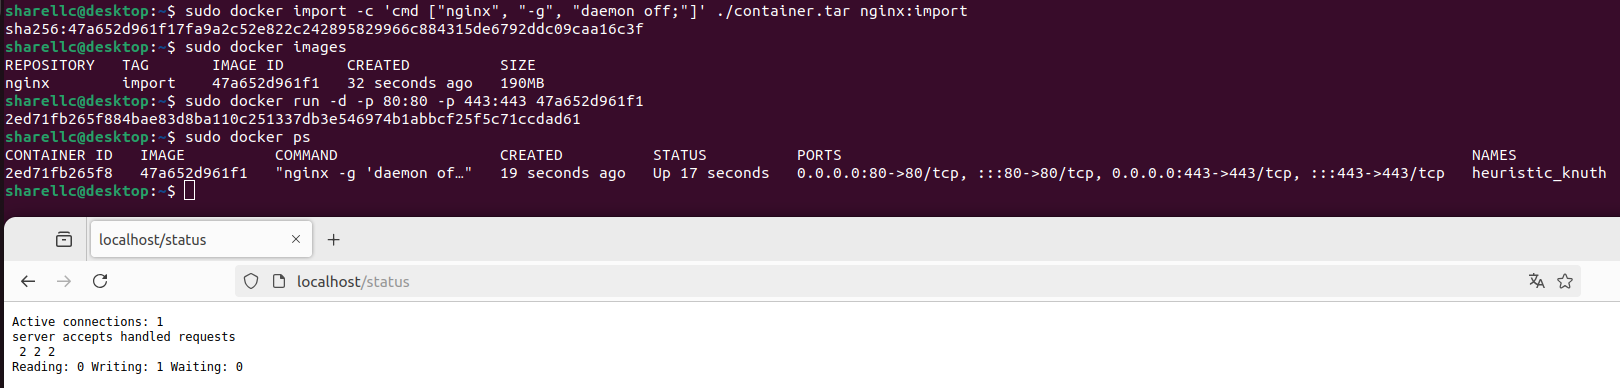 sharellc@desktop:~$ sudo docker import -c 'cmd ["nginx", "-g", "daemon off;"]' ./container.tar nginx:import
sha256:47a652d961f17fa9a2c52e822c242895829966c884315de6792ddc09caa16c3f
sharellc@desktop:~$ sudo docker images
REPOSITORY   TAG       IMAGE ID       CREATED          SIZE
nginx        import    47a652d961f1   32 seconds ago   190MB
sharellc@desktop:~$ sudo docker run -d -p 80:80 -p 443:443 47a652d961f1
2ed71fb265f884bae83d8ba110c251337db3e546974b1abbcf25f5c71ccdad61
sharellc@desktop:~$ sudo docker ps
CONTAINER ID   IMAGE          COMMAND                  CREATED          STATUS          PORTS                                                                      NAMES
2ed71fb265f8   47a652d961f1   "nginx -g 'daemon of…"   19 seconds ago   Up 17 seconds   0.0.0.0:80->80/tcp, :::80->80/tcp, 0.0.0.0:443->443/tcp, :::443->443/tcp   heuristic_knuth
sharellc@desktop:~$
localhost/status
localhost/status
Active connections: 1
server accepts handled requests
 2 2 2
Reading: 0 Writing: 1 Waiting: 0